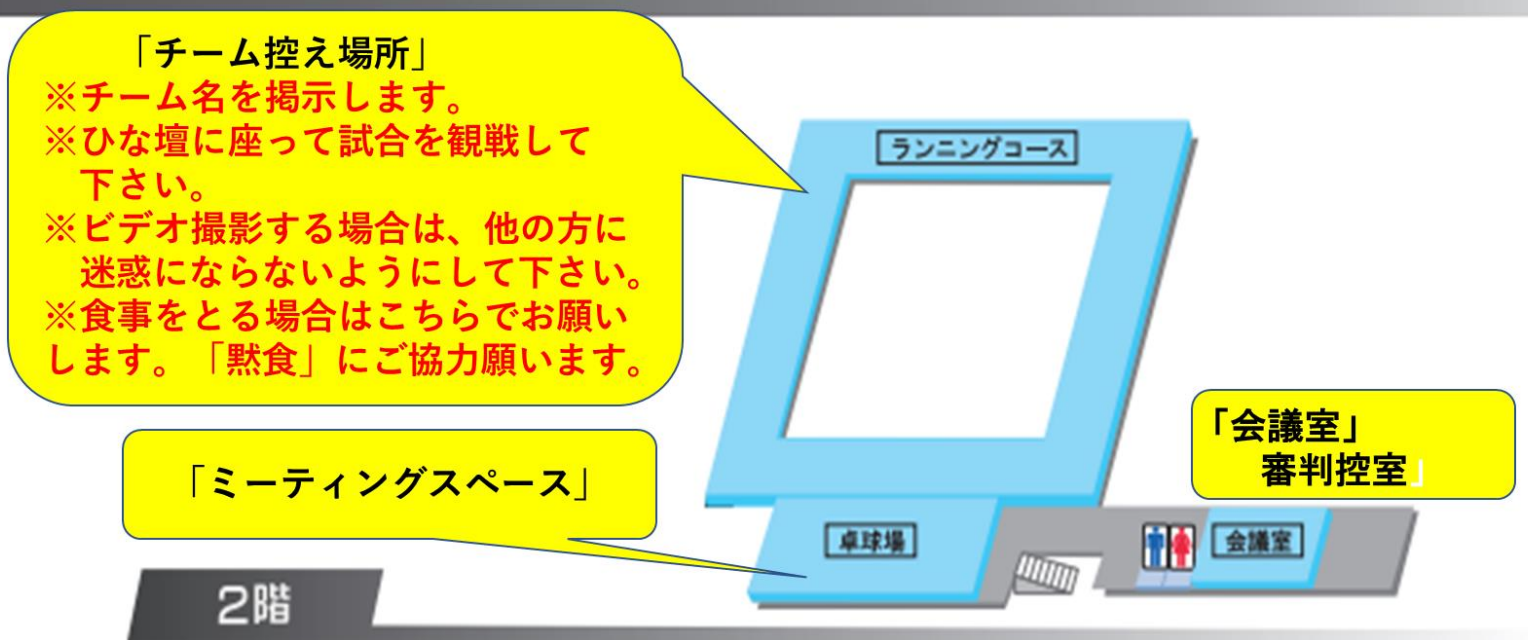 「チーム控え場所」
※チーム名を掲示します。
※ひな壇に座って試合を観戦して
下さい。
※ビデオ撮影する場合は、他の方に
迷惑にならないようにして下さい。
※食事をとる場合はこちらでお願い
します。「黙食」にご協力願います。
ランニングコース
「会議室」
審判控室」
「ミーティングスペース」
卓球場
会議室
2階